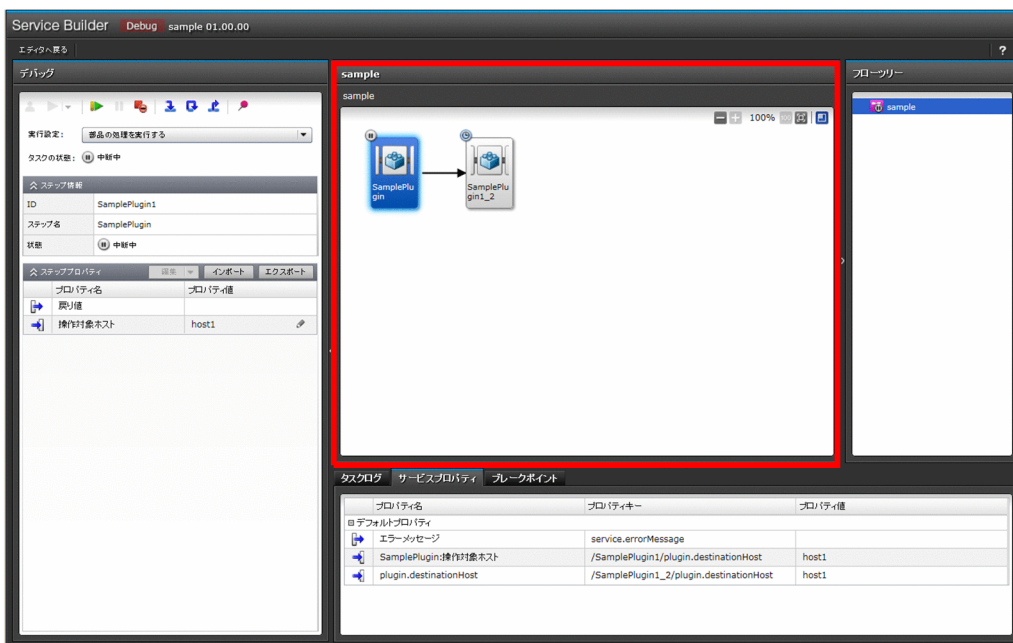 Service Builder Debug sample 01.00.00
エディタへ戻る ?
デバッグ
実行設定: 部品の処理を実行する
タスクの状態: 中断中
ステップ情報
ID SamplePlugin1
ステップ名 SamplePlugin
状態 中断中
ステッププロパティ 編集 インポート エクスポート
プロパティ名 プロパティ値
戻り値
操作対象ホスト host1
sample
sample
100%
SamplePlu
gin
SamplePlu
gin1_2
フローツリー
sample
タスクログ サービスプロパティ ブレークポイント
プロパティ名 プロパティキー プロパティ値
デフォルトプロパティ
エラーメッセージ service.errorMessage
SamplePlugin:操作対象ホスト /SamplePlugin1/plugin.destinationHost host1
plugin.destinationHost /SamplePlugin1_2/plugin.destinationHost host1